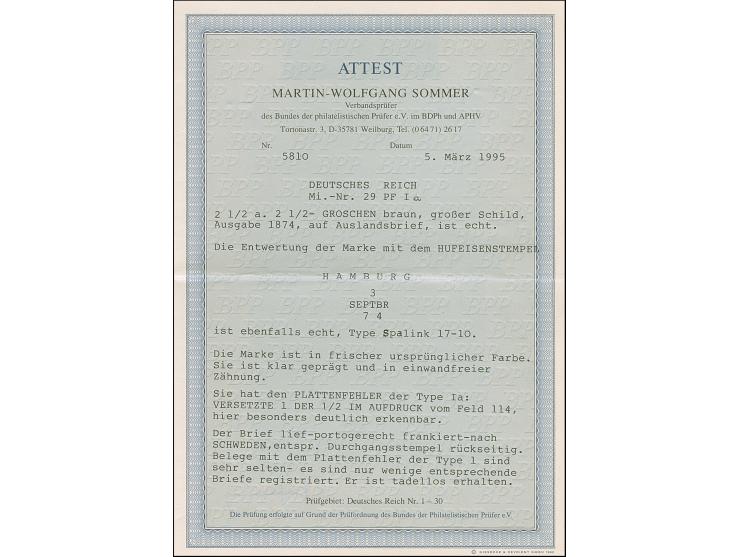 ATTEST
MARTIN-WOLFGANG SOMMER
Verbandsprüfer
des Bundes der philatelistischen Prüfer e.V. im BDPh und APHV
Tortonastr. 3, D-35781 Weilburg, Tel. (0 64 71) 26 17
Nr. Datum
5810 5. März 1995
DEUTSCHES REICH
Mi.-Nr. 29 PF I a
2 1/2 a. 2 1/2- GROSCHEN braun, großer Schild,
Ausgabe 1874, auf Auslandsbrief, ist echt.
Die Entwertung der Marke mit dem HUFEISENSTEMPEL
H A M B U R G
3
SEPTBR
7 4
ist ebenfalls echt, Type Spalink 17-10.
Die Marke ist in frischer ursprünglicher Farbe.
Sie ist klar geprägt und in einwandfreier
Zähnung.
Sie hat den PLATTENFEHLER der Type Ia:
VERSETZTE 1 DER 1/2 IM AUFDRUCK vom Feld 114,
hier besonders deutlich erkennbar.
Der Brief lief-portogerecht frankiert-nach
SCHWEDEN,entspr. Durchgangsstempel rückseitig.
Belege mit dem Plattenfehler der Type 1 sind
sehr selten- es sind nur wenige entsprechende
Briefe registriert. Er ist tadellos erhalten.
Prüfgebiet: Deutsches Reich Nr. 1 – 30
Die Prüfung erfolgte auf Grund der Prüfordnung des Bundes der Philatelistischen Prüfer e.V.